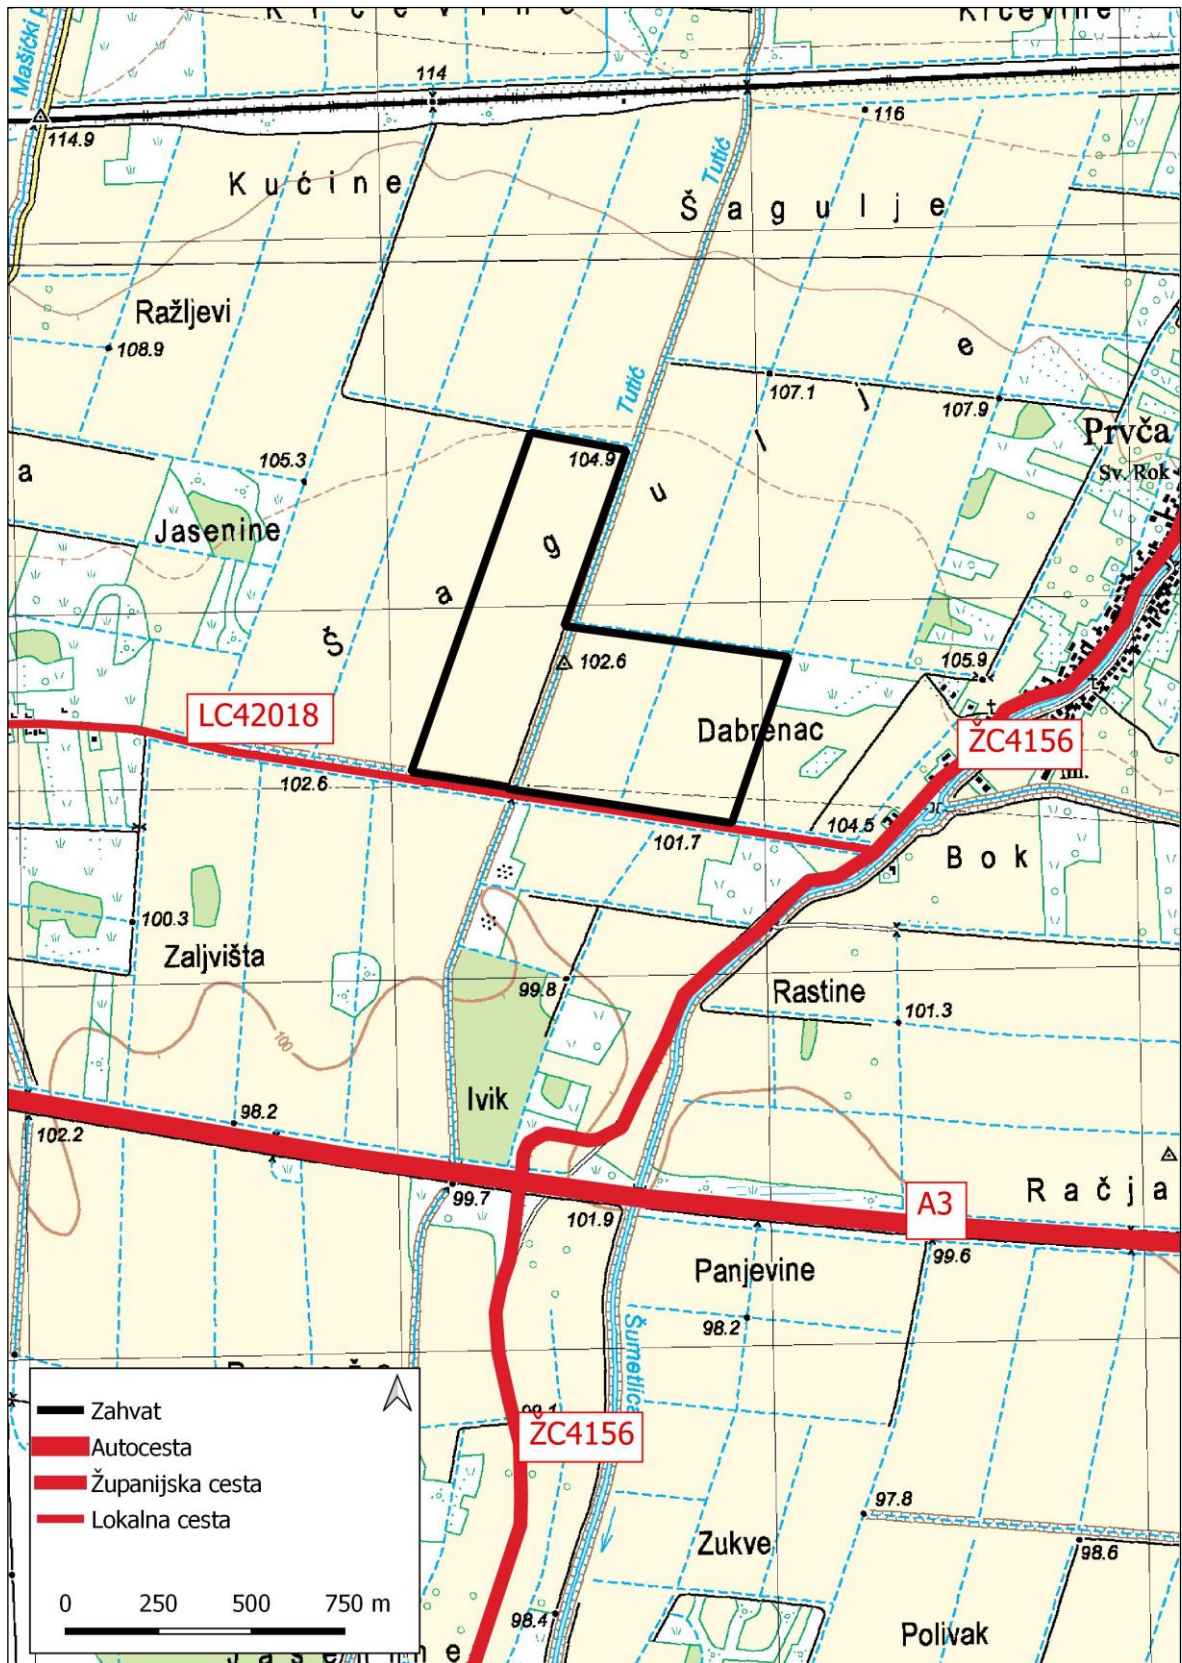 Krčevine
Mašički
114
116
114.9
Tutić
Kućine
Šagulje
Ražljevi
108.9
e
Tutić
107.1
j
107.9
Prvča
l
104.9
105.3
Sv. Rok
a
u
Jasenine
g
a
Š
102.6
105.9
LC42018
Dabrenac
ŽC4156
102.6
101.7
104.5
Bok
100.3
Zaljvišta
99.8
Rastine
101.3
100
Ivik
98.2
102.2
99.7
101.9
A3
Račja
99.6
Panjevine
98.2
Šumetlica
ŽC4156
Zahvat
Autocesta
Županijska cesta
Lokalna cesta
0 250 500 750 m
97.8
Zukve
98.6
98.4
Polivak